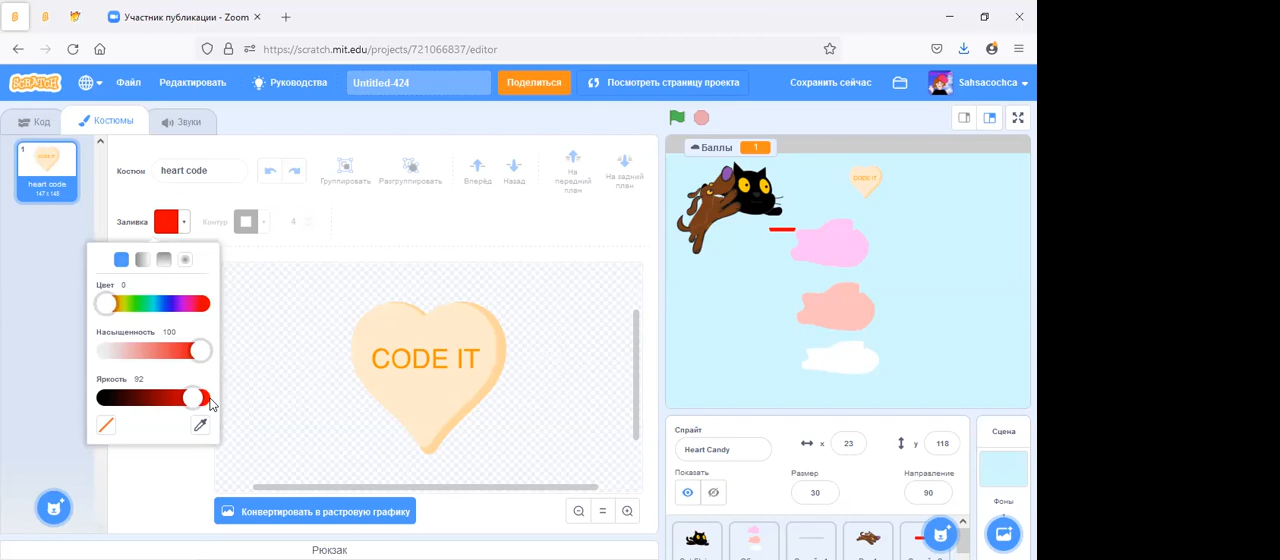 Участник публикации - Zoom
https://scratch.mit.edu/projects/721066837/editor
SCRATCH
Файл
Редактировать
Руководства
Untitled-424
Поделиться
Посмотреть страницу проекта
Сохранить сейчас
Sahsacochca
Код
Костюмы
Звуки
1
CODE IT
heart code
147 x 148
Костюм
heart code
Группировать
Разгруппировать
Вперёд
Назад
На передний план
На задний план
Заливка
Контур
4
Цвет 0
Насыщенность 100
Яркость 92
CODE IT
Конвертировать в растровую графику
Рюкзак
Баллы 1
CODE IT
Спрайт
Heart Candy
x 23
y 118
Показать
Размер
30
Направление
90
Сцена
Фоны